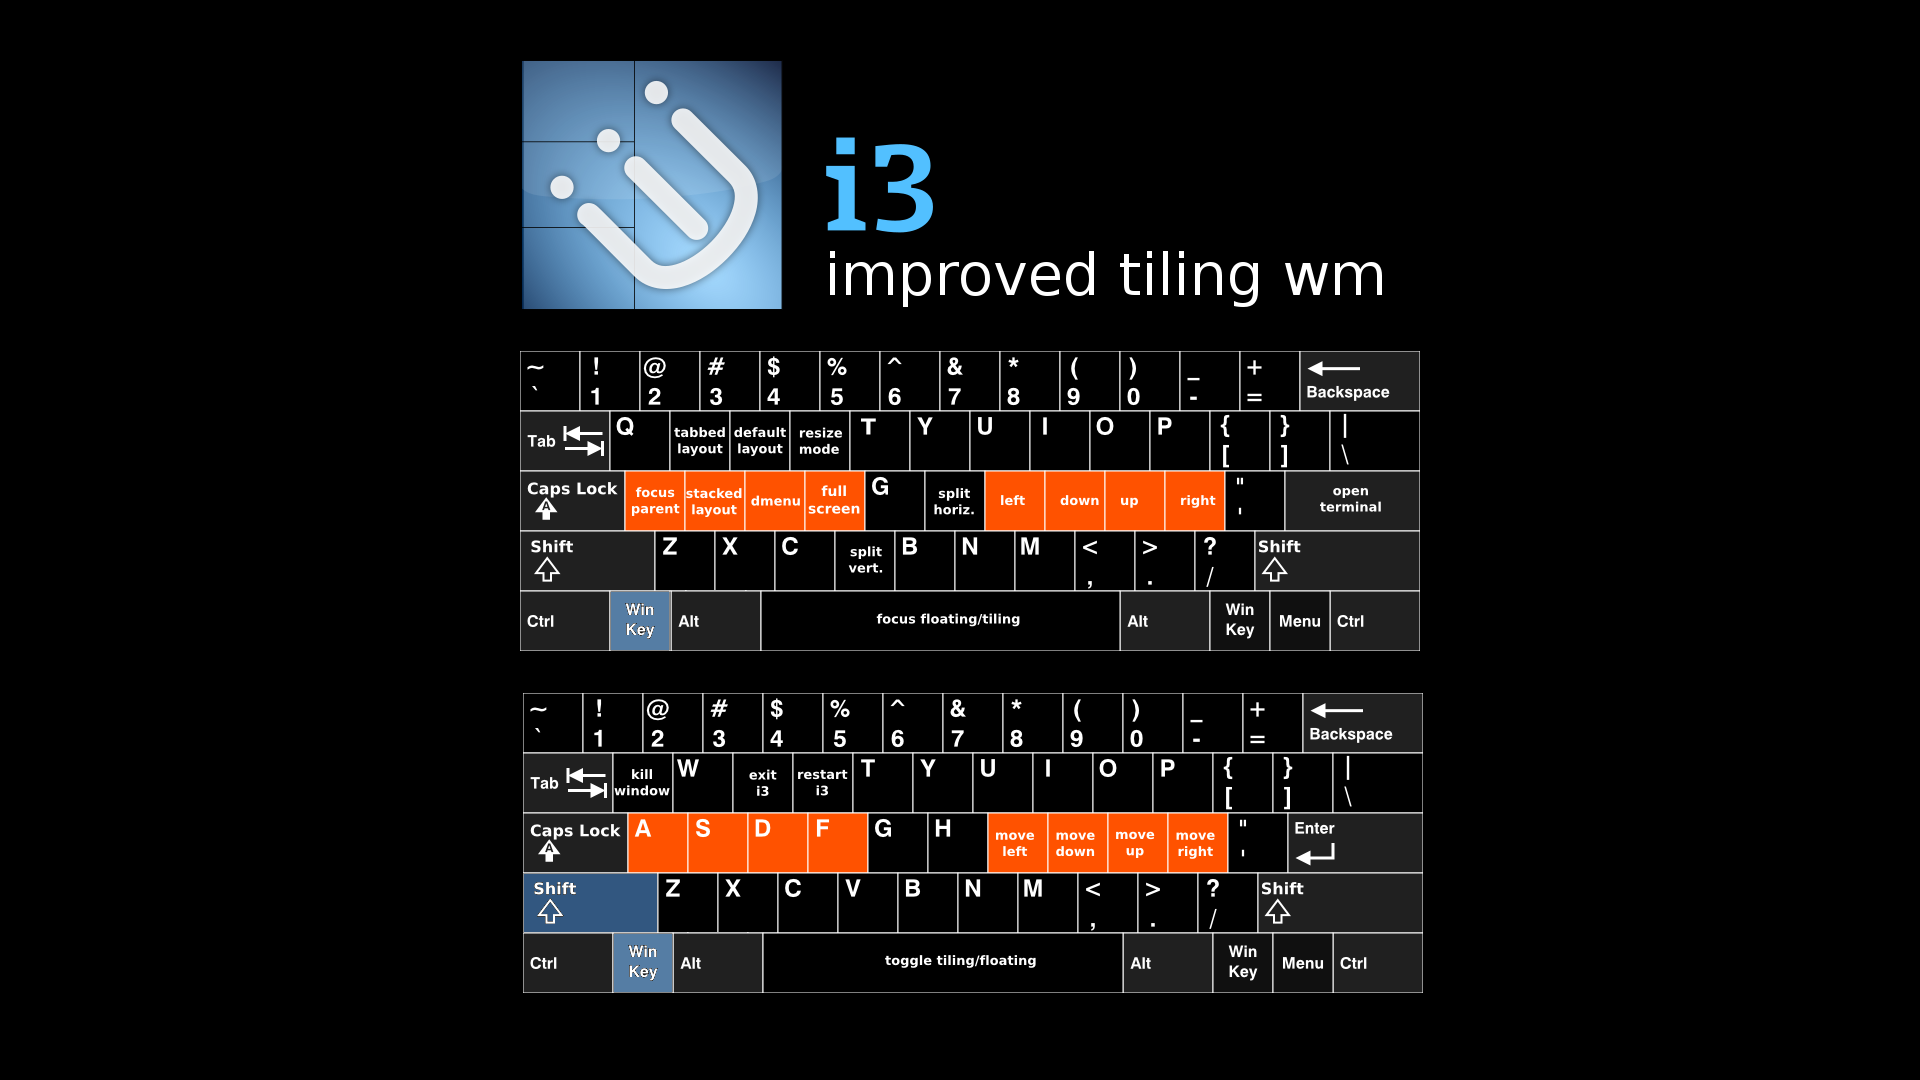 i3
improved tiling wm
~ ! @ # $ % ^ & * ( ) _ +
` 1 2 3 4 5 6 7 8 9 0 - = Backspace
Tab Q tabbed layout default layout resize mode T Y U I O P { [ } ] | \
Caps Lock A focus parent stacked layout dmenu full screen G split horiz. left down up right " ' open terminal
Shift Z X C split vert. B N M < , > . ? / Shift
Ctrl Win Key Alt focus floating/tiling Alt Win Key Menu Ctrl
~ ! @ # $ % ^ & * ( ) _ +
` 1 2 3 4 5 6 7 8 9 0 - = Backspace
Tab kill window W exit i3 restart i3 T Y U I O P { [ } ] | \
Caps Lock A A S D F G H move left move down move up move right " ' Enter
Shift Z X C V B N M < , > . ? / Shift
Ctrl Win Key Alt toggle tiling/floating Alt Win Key Menu Ctrl